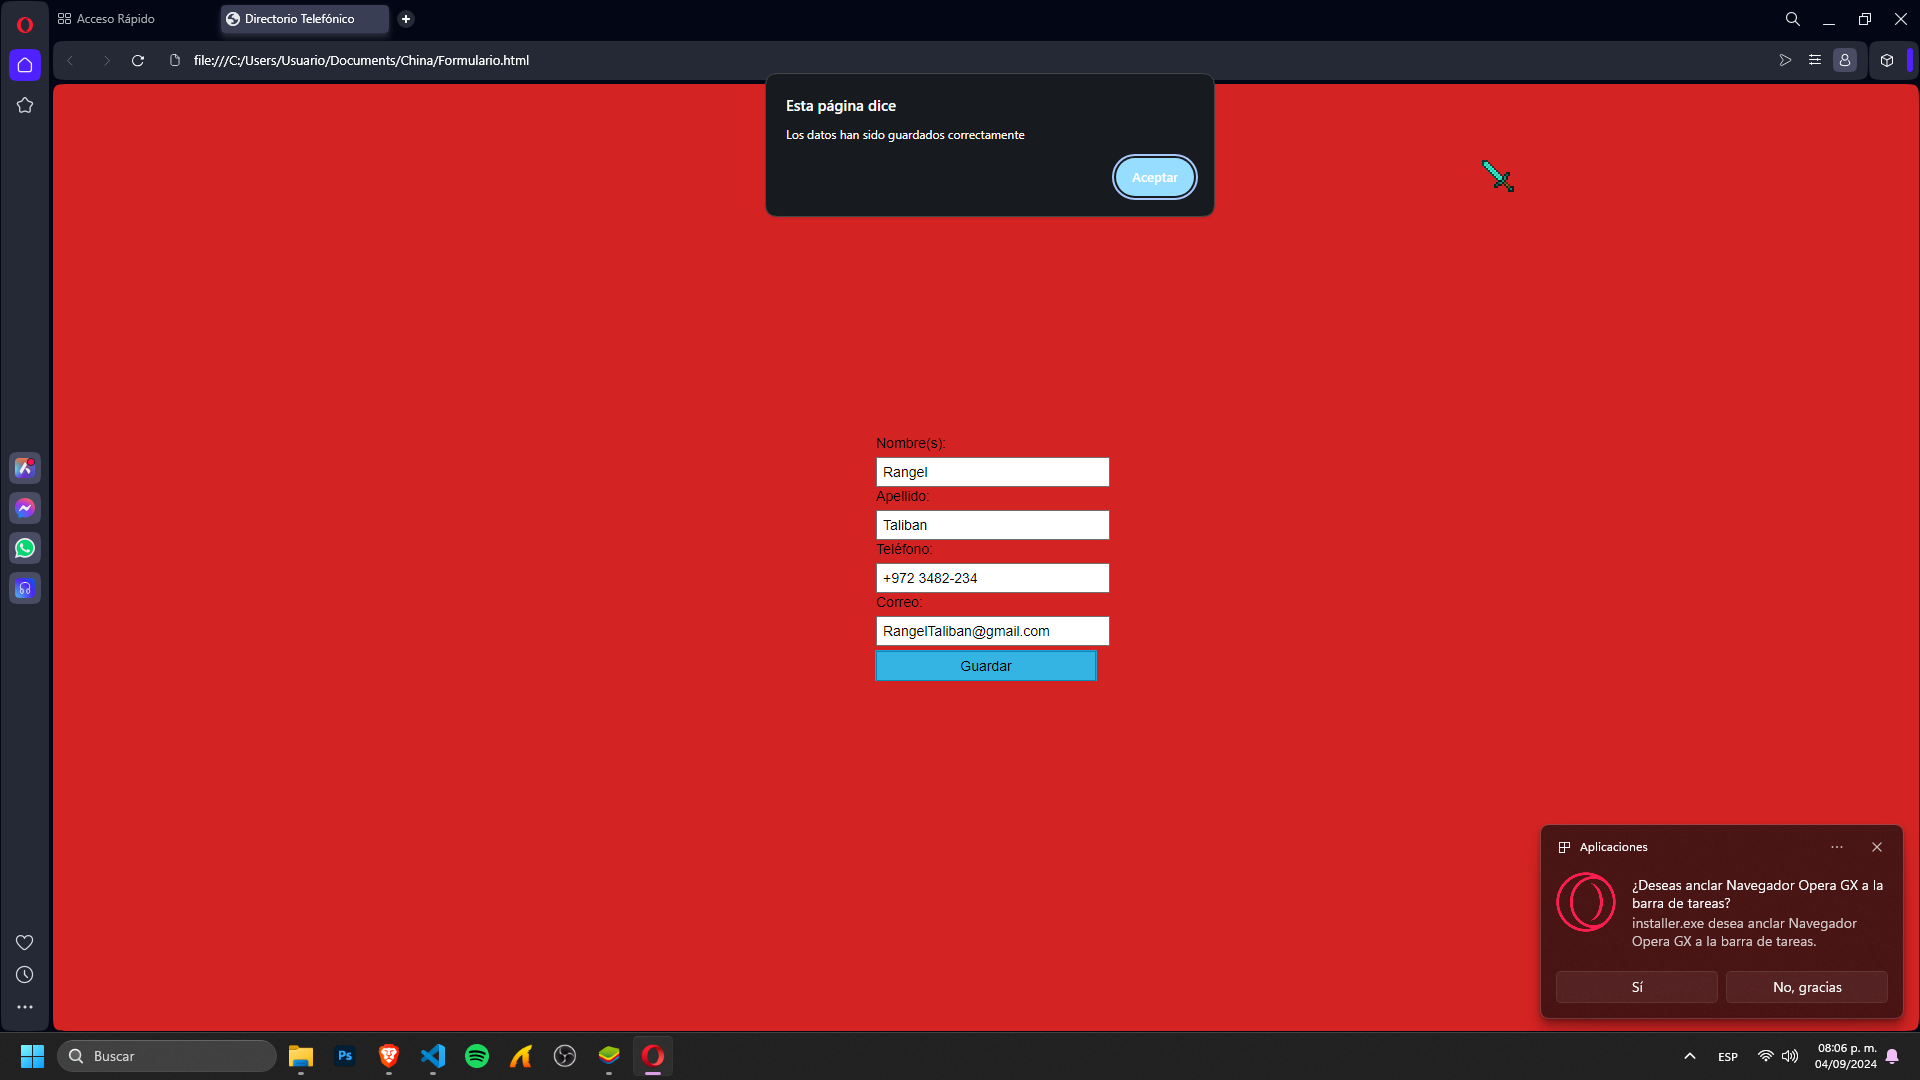 Acceso Rápido
Directorio Telefónico
file:///C:/Users/Usuario/Documents/China/Formulario.html
Esta página dice
Los datos han sido guardados correctamente
Aceptar
Nombre(s):
Rangel
Apellido:
Taliban
Teléfono:
+972 3482-234
Correo:
RangelTaliban@gmail.com
Guardar
Aplicaciones
¿Deseas anclar Navegador Opera GX a la
barra de tareas?
installer.exe desea anclar Navegador
Opera GX a la barra de tareas.
Sí
No, gracias
Buscar
Ps
ESP
08:06 p. m.
04/09/2024